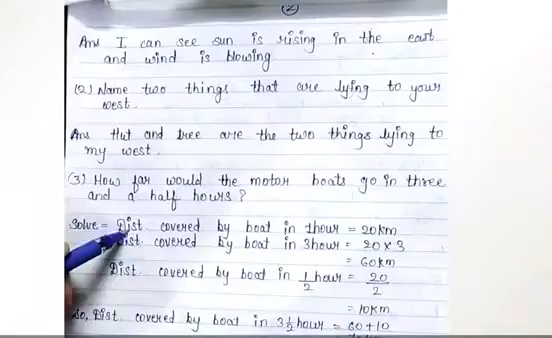 (2)
Ans I can see sun is rising in the east
and wind is blowing
(2) Name two things that are lying to your
west.
Ans Hut and tree are the two things lying to
my west.
(3) How far would the motor boats go in three
and a half hours?
Solve = Dist. covered by boat in 1hour = 20km
Dist. covered by boat in 3hour = 20 x 3
= 60km
Dist. covered by boat in 1/2 hour = 20/2
= 10km
So, Dist. covered by boat in 3 1/2 hour = 60 + 10